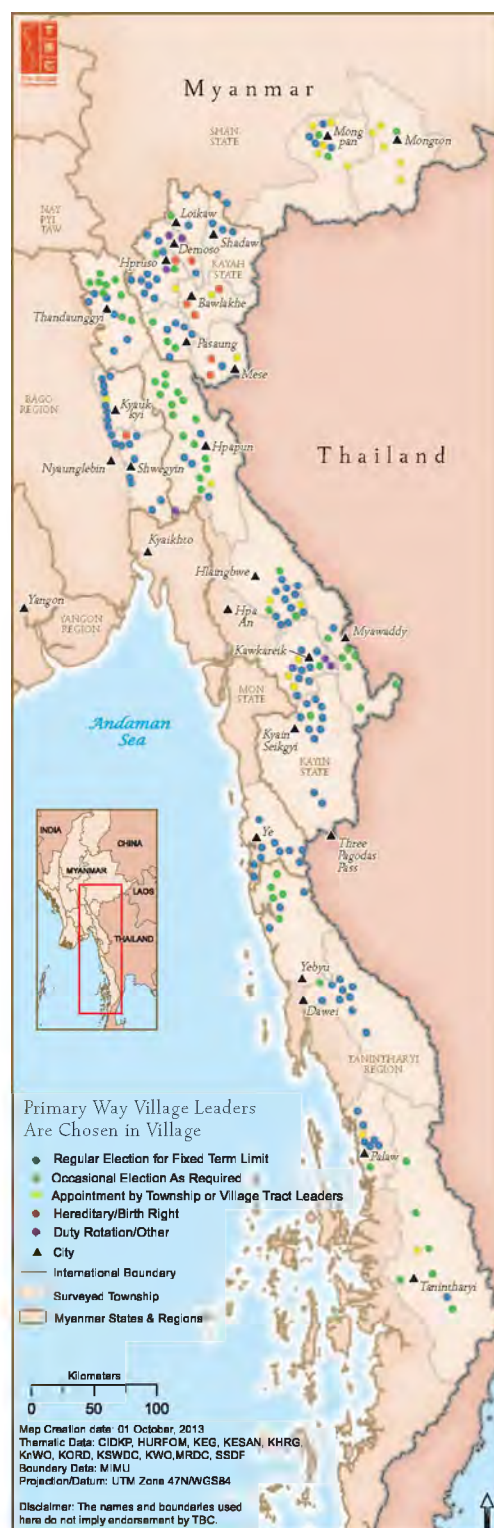 T B C
Myanmar
SHAN
STATE
Mong
pan
Mongton
NAY
PYI
TAW
Loikaw
Shadaw
Demoso
Hpruso
KAYAH
STATE
Bawlakhe
Thandaunggyi
Pasaung
Mese
BAGO
REGION
Kyauk
kyi
Hpapun
Nyaunglebin
Shwegyin
Thailand
Kyaikhto
Hlaingbwe
Yangon
YANGON
REGION
Hpa
An
Myawaddy
Kawkareik
MON
STATE
Andaman
Sea
Kyain
Seikgyi
KAYIN
STATE
Ye
Three
Pagodas
Pass
INDIA
CHINA
MYANMAR
LAOS
THAILAND
Yebyu
Dawei
TANINTHARYI
REGION
Palaw
Tanintharyi
Primary Way Village Leaders
Are Chosen in Village
Regular Election for Fixed Term Limit
Occasional Election As Required
Appointment by Township or Village Tract Leaders
Hereditary/Birth Right
Duty Rotation/Other
City
International Boundary
Surveyed Township
Myanmar States & Regions
Kilometers
0 50 100
Map Creation date: 01 October, 2013
Thematic Data: CIDKP, HURFOM, KEG, KESAN, KHRG,
KnWO, KORD, KSWDC, KWO,MRDC, SSDF
Boundary Data: MIMU
Projection/Datum: UTM Zone 47N/WGS84
Disclaimer: The names and boundaries used
here do not imply endorsement by TBC.